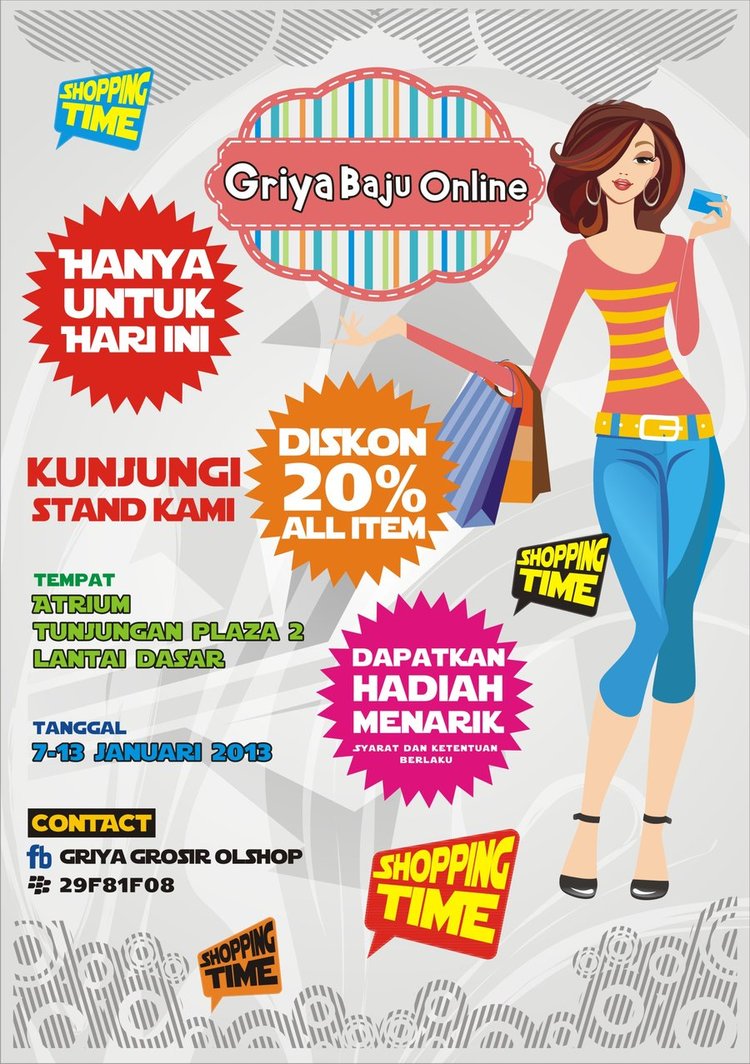 SHOPPING
TIME
Griya Baju Online
HANYA
UNTUK
HARI INI
DISKON
20%
ALL ITEM
KUNJUNGI
STAND KAMI
SHOPPING
TIME
TEMPAT
ATRIUM
TUNJUNGAN PLAZA 2
LANTAI DASAR
DAPATKAN
HADIAH
MENARIK
SYARAT DAN KETENTUAN
BERLAKU
TANGGAL
7-13 JANUARI 2013
CONTACT
fb GRIYA GROSIR OLSHOP
29F81F08
SHOPPING
TIME
SHOPPING
TIME